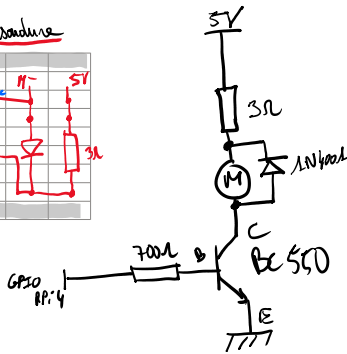 soudure
M-
5V
3Ω
5V
3Ω
1N4001
M
C
700Ω
B
BC550
GPIO
RPi4
E